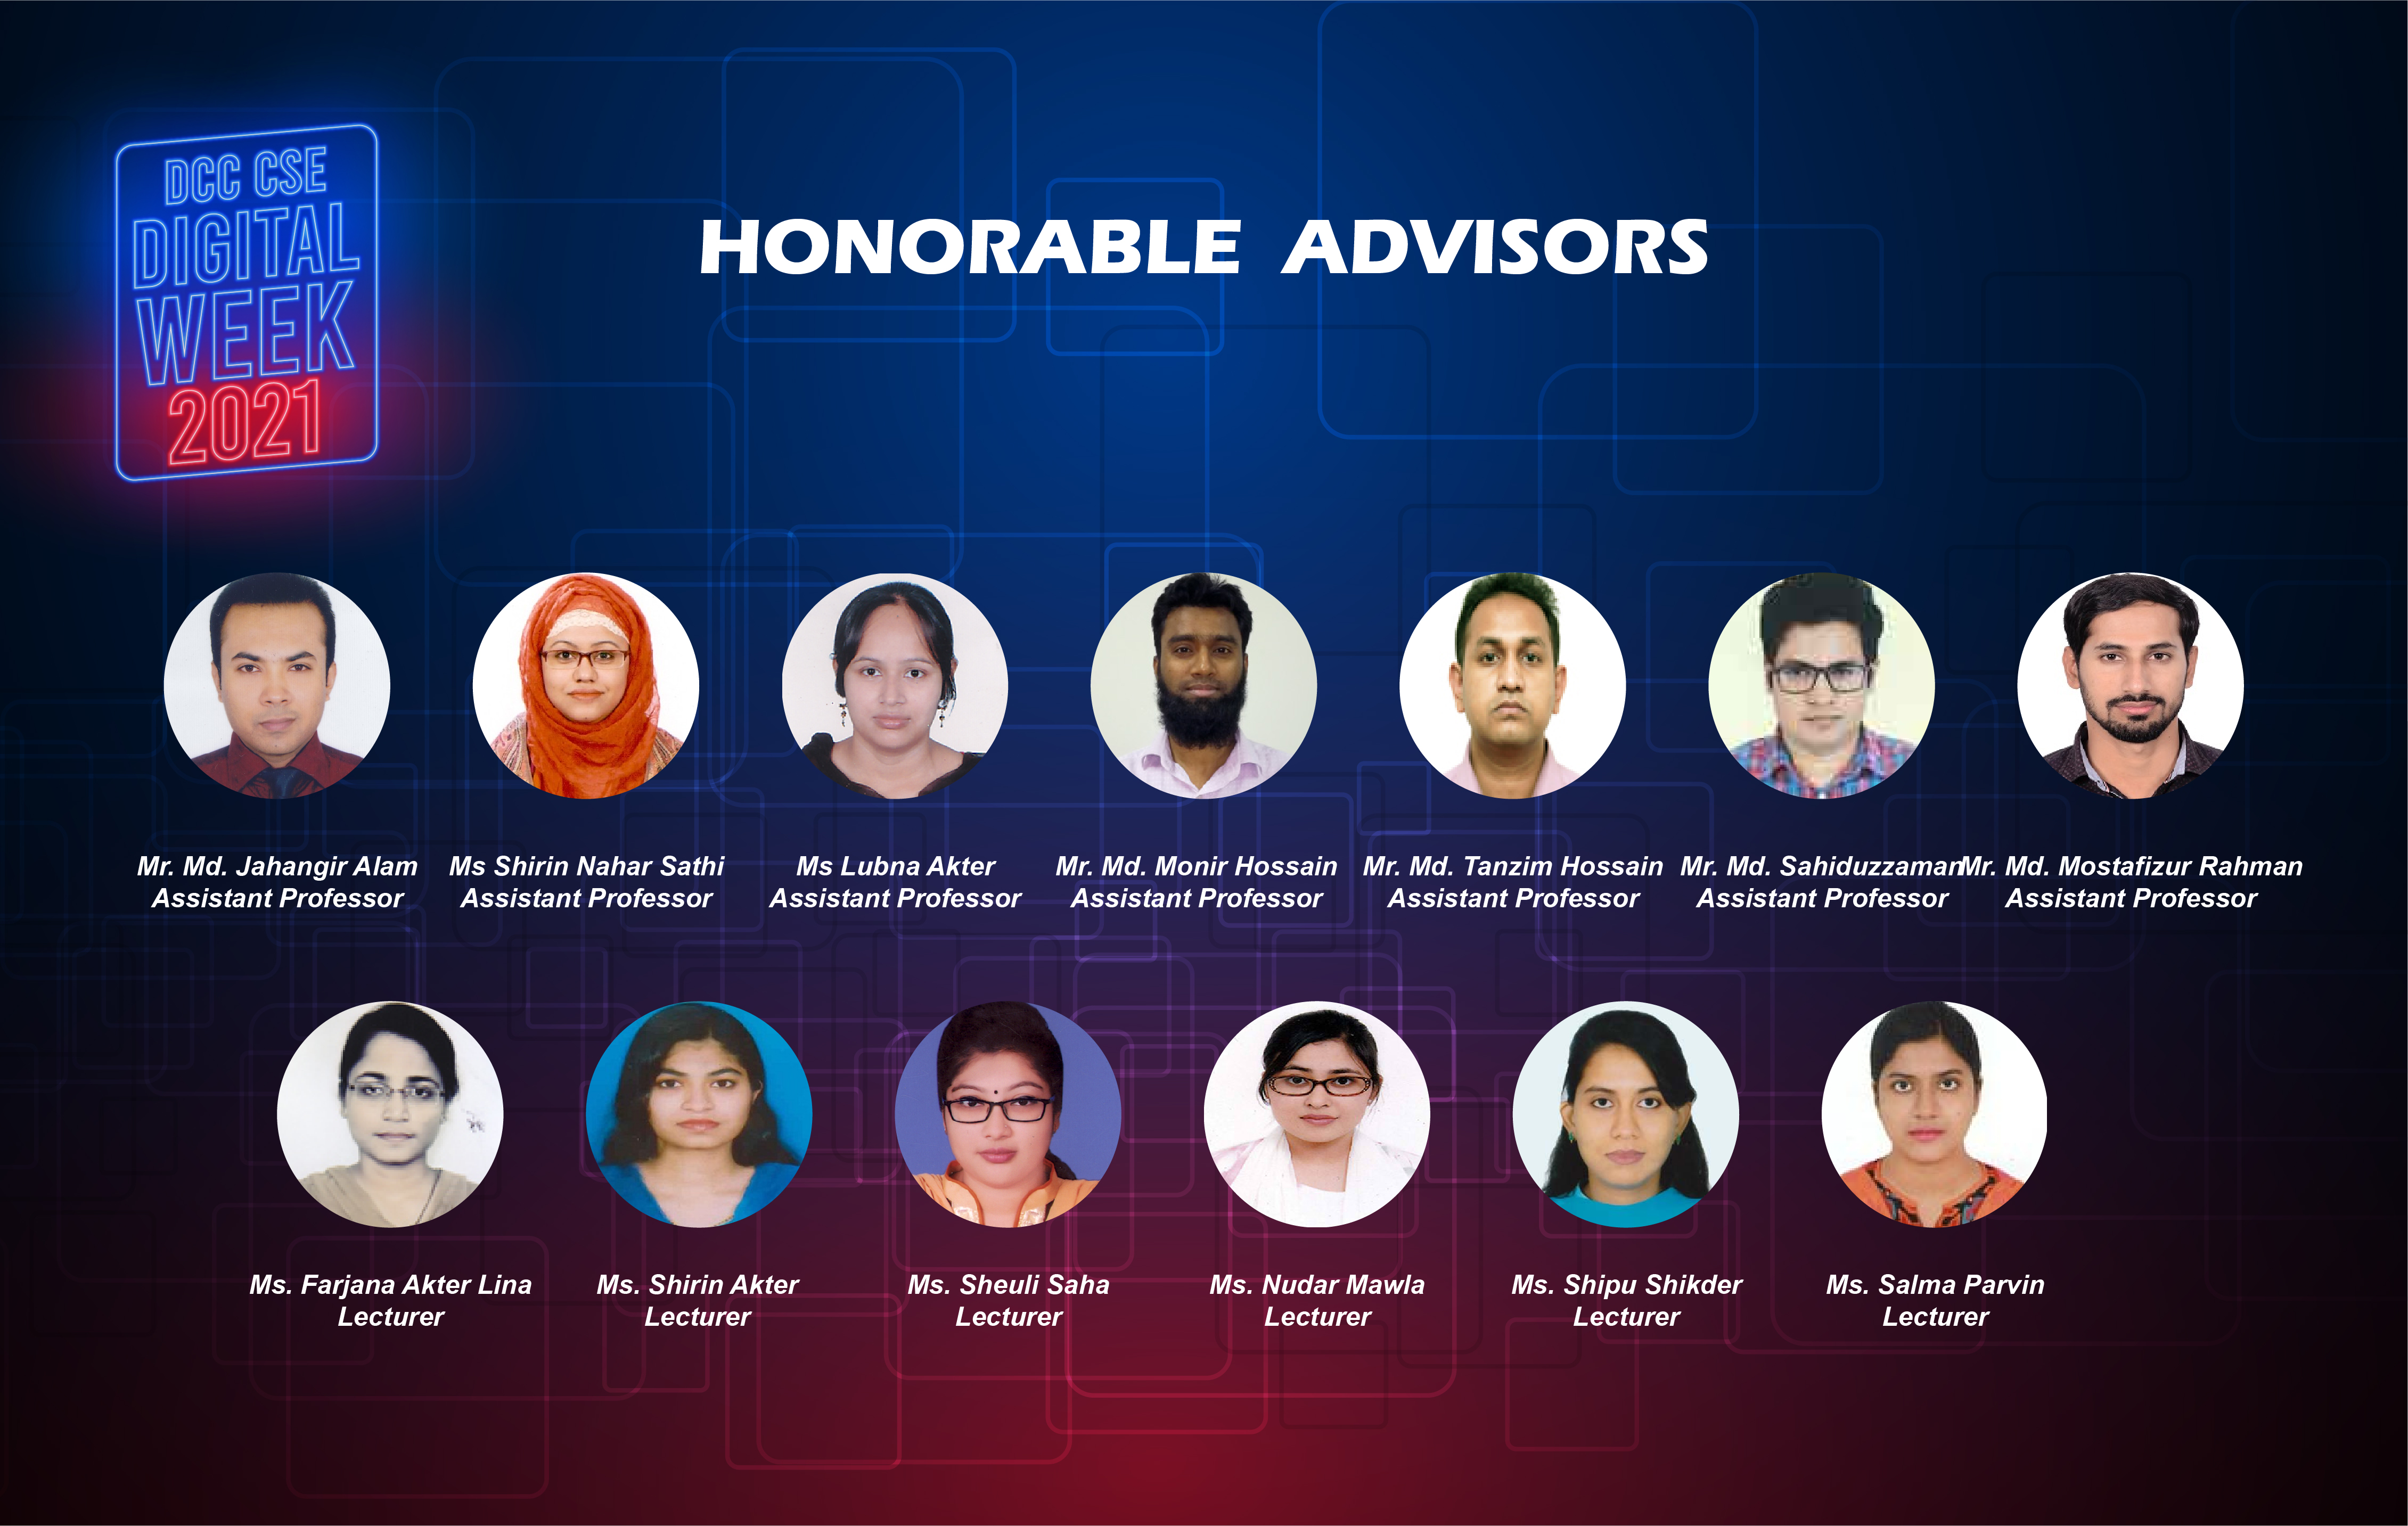 DCC CSE
DIGITAL
WEEK
2021
HONORABLE ADVISORS
Mr. Md. Jahangir Alam
Assistant Professor
Ms Shirin Nahar Sathi
Assistant Professor
Ms Lubna Akter
Assistant Professor
Mr. Md. Monir Hossain
Assistant Professor
Mr. Md. Tanzim Hossain
Assistant Professor
Mr. Md. Sahiduzzaman
Assistant Professor
Mr. Md. Mostafizur Rahman
Assistant Professor
Ms. Farjana Akter Lina
Lecturer
Ms. Shirin Akter
Lecturer
Ms. Sheuli Saha
Lecturer
Ms. Nudar Mawla
Lecturer
Ms. Shipu Shikder
Lecturer
Ms. Salma Parvin
Lecturer